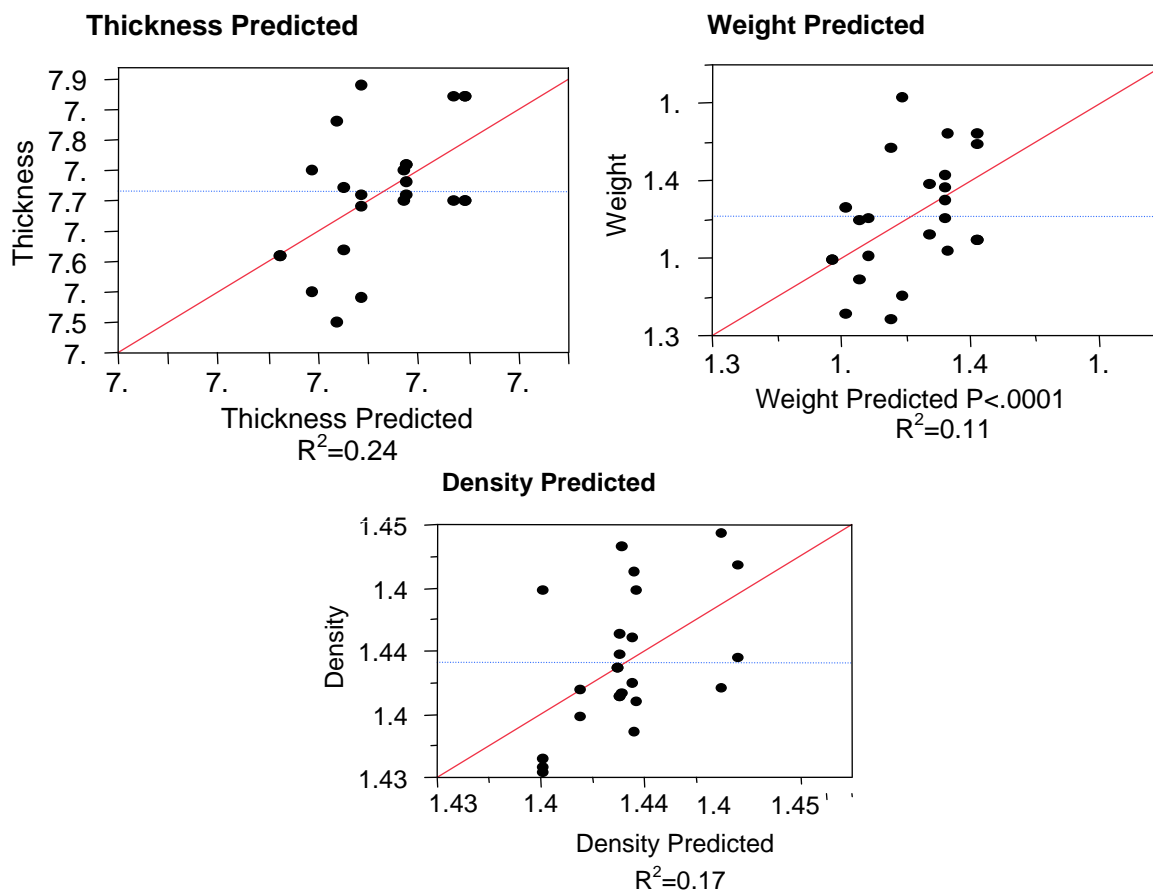 Thickness Predicted
Thickness
7.9
7.
7.8
7.
7.7
7.
7.6
7.
7.5
7.
7. 7. 7. 7. 7.
Thickness Predicted
R²=0.24
Weight Predicted
Weight
1.
1.4
1.
1.3
1.3 1. 1.4 1.
Weight Predicted P<.0001
R²=0.11
Density Predicted
Density
1.45
1.4
1.44
1.4
1.43
1.43 1.4 1.44 1.4 1.45
Density Predicted
R²=0.17